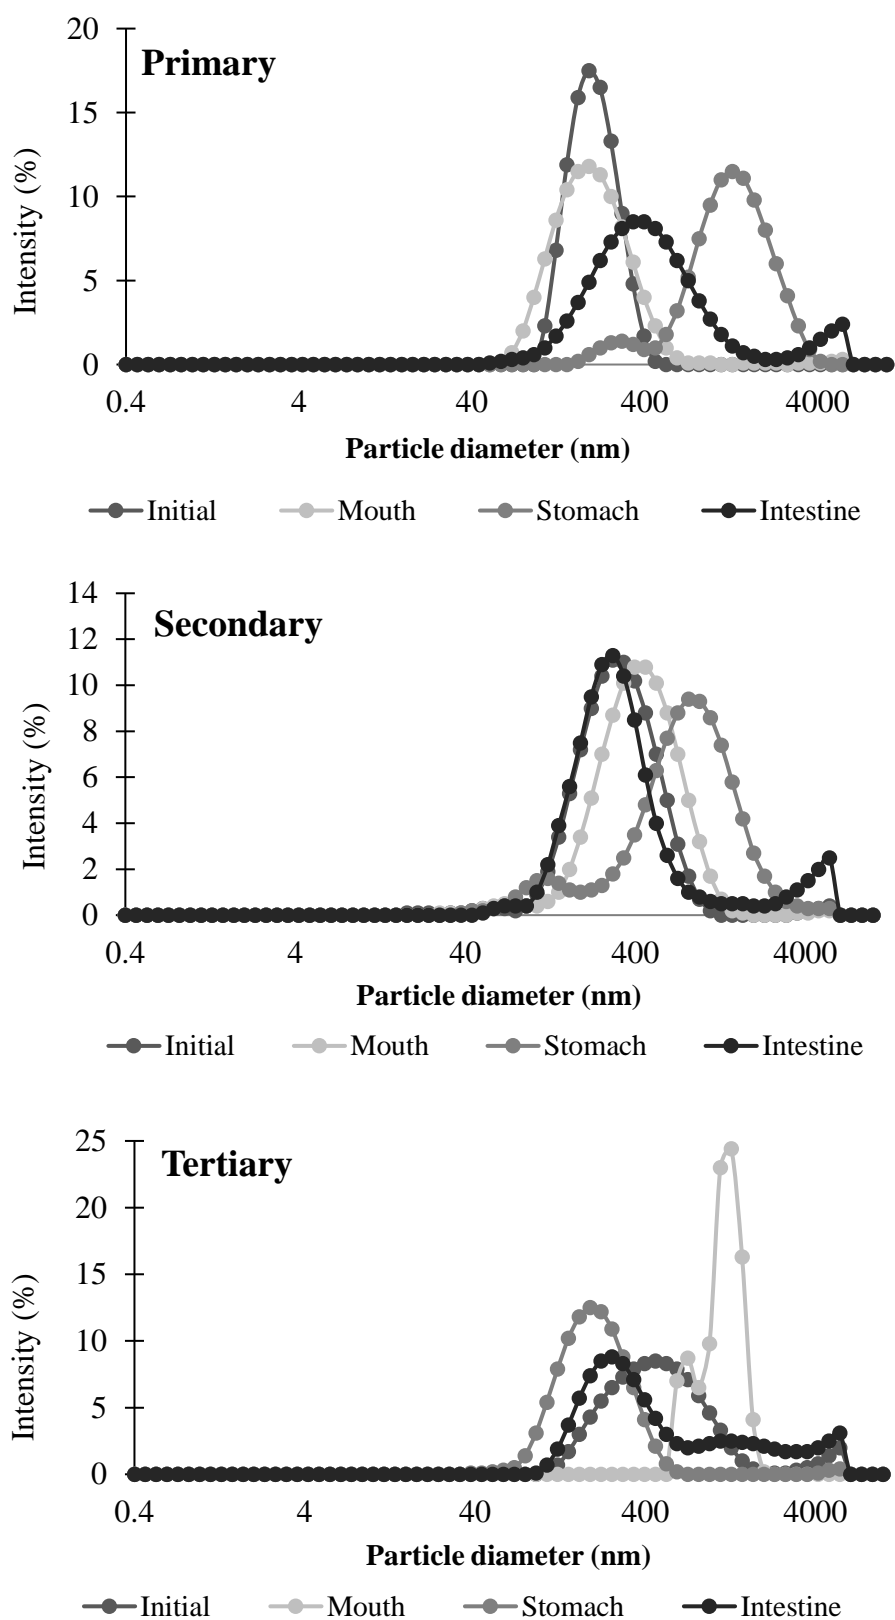 Primary
Intensity (%)
20
15
10
5
0
0.4 4 40 400 4000
Particle diameter (nm)
Initial Mouth Stomach Intestine
Secondary
Intensity (%)
14
12
10
8
6
4
2
0
0.4 4 40 400 4000
Particle diameter (nm)
Initial Mouth Stomach Intestine
Tertiary
Intensity (%)
25
20
15
10
5
0
0.4 4 40 400 4000
Particle diameter (nm)
Initial Mouth Stomach Intestine